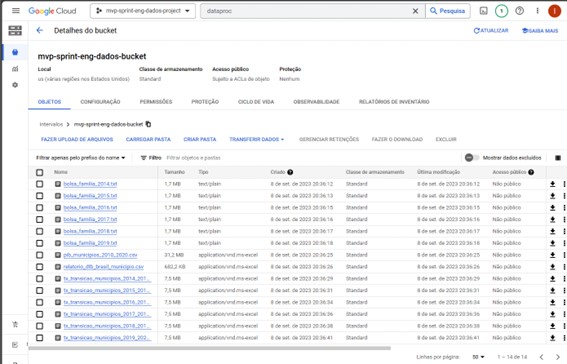 Google Cloud
mvp-sprint-eng-dados-project
dataproc
Pesquisa
1
I
Detalhes do bucket
ATUALIZAR
SAIBA MAIS
mvp-sprint-eng-dados-bucket
Local Classe de armazenamento Acesso público Proteção
us (várias regiões nos Estados Unidos) Standard Sujeito a ACLs de objeto Nenhum
OBJETOS CONFIGURAÇÃO PERMISSÕES PROTEÇÃO CICLO DE VIDA OBSERVABILIDADE RELATÓRIOS DE INVENTÁRIO
Intervalos > mvp-sprint-eng-dados-bucket
FAZER UPLOAD DE ARQUIVOS CARREGAR PASTA CRIAR PASTA TRANSFERIR DADOS GERENCIAR RETENÇÕES FAZER O DOWNLOAD EXCLUIR
Filtrar apenas pelo prefixo do nome Filtro Filtrar objetos e pastas Mostrar dados excluídos
Nome Tamanho Tipo Criado Classe de armazenamento Última modificação Acesso público
bolsa_familia_2014.txt 1,7 MB text/plain 8 de set. de 2023 20:36:12 Standard 8 de set. de 2023 20:36:12 Não público
bolsa_familia_2015.txt 1,7 MB text/plain 8 de set. de 2023 20:36:15 Standard 8 de set. de 2023 20:36:15 Não público
bolsa_familia_2016.txt 1,7 MB text/plain 8 de set. de 2023 20:36:16 Standard 8 de set. de 2023 20:36:16 Não público
bolsa_familia_2017.txt 1,7 MB text/plain 8 de set. de 2023 20:36:17 Standard 8 de set. de 2023 20:36:17 Não público
bolsa_familia_2018.txt 1,7 MB text/plain 8 de set. de 2023 20:36:17 Standard 8 de set. de 2023 20:36:17 Não público
bolsa_familia_2019.txt 1,7 MB text/plain 8 de set. de 2023 20:36:18 Standard 8 de set. de 2023 20:36:18 Não público
pib_municipios_2010_2020.csv 31,2 MB application/vnd.ms-excel 8 de set. de 2023 20:36:25 Standard 8 de set. de 2023 20:36:25 Não público
relatorio_dtb_brasil_municipio.csv 682,2 KB application/vnd.ms-excel 8 de set. de 2023 20:36:26 Standard 8 de set. de 2023 20:36:26 Não público
tx_transicao_municipios_2014_201... 7,5 MB application/vnd.ms-excel 8 de set. de 2023 20:36:29 Standard 8 de set. de 2023 20:36:29 Não público
tx_transicao_municipios_2015_201... 7,5 MB application/vnd.ms-excel 8 de set. de 2023 20:36:31 Standard 8 de set. de 2023 20:36:31 Não público
tx_transicao_municipios_2016_201... 7,5 MB application/vnd.ms-excel 8 de set. de 2023 20:36:34 Standard 8 de set. de 2023 20:36:34 Não público
tx_transicao_municipios_2017_201... 7,5 MB application/vnd.ms-excel 8 de set. de 2023 20:36:36 Standard 8 de set. de 2023 20:36:36 Não público
tx_transicao_municipios_2018_201... 7,5 MB application/vnd.ms-excel 8 de set. de 2023 20:36:38 Standard 8 de set. de 2023 20:36:38 Não público
tx_transicao_municipios_2019_202... 7,5 MB application/vnd.ms-excel 8 de set. de 2023 20:36:41 Standard 8 de set. de 2023 20:36:41 Não público
Linhas por página: 50 1 – 14 de 14